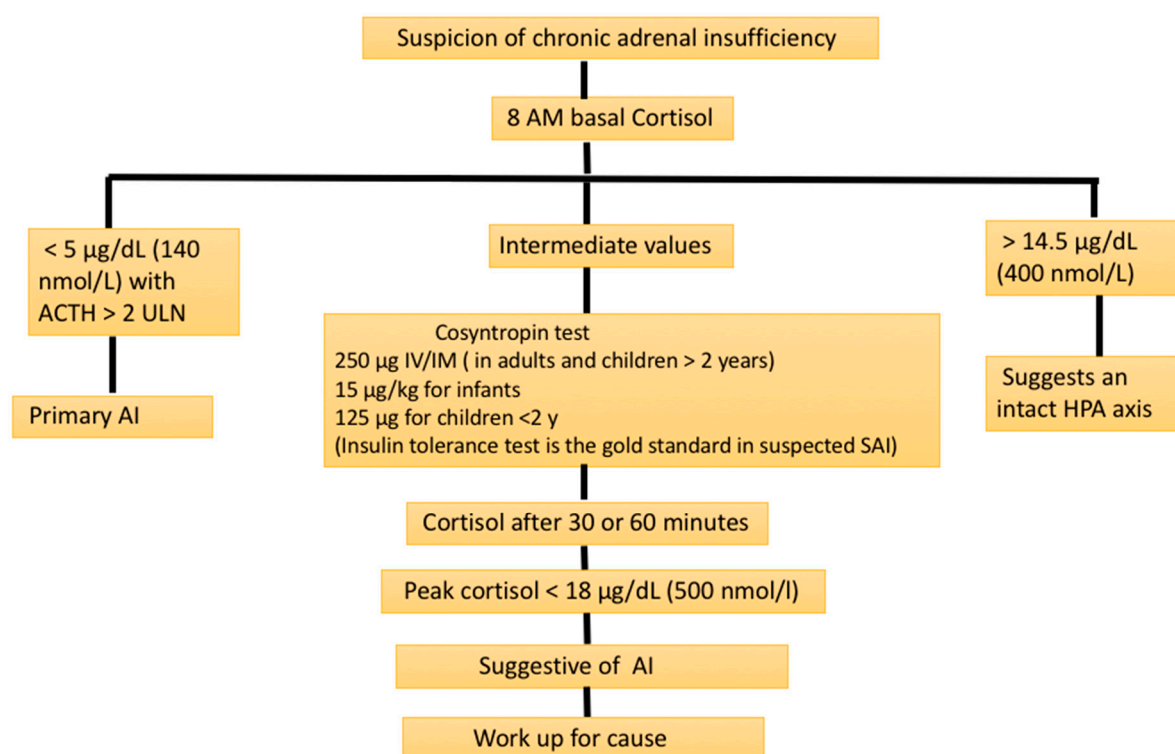 Suspicion of chronic adrenal insufficiency
8 AM basal Cortisol
< 5 µg/dL (140
nmol/L) with
ACTH > 2 ULN
Primary AI
Intermediate values
Cosyntropin test
250 µg IV/IM ( in adults and children > 2 years)
15 µg/kg for infants
125 µg for children <2 y
(Insulin tolerance test is the gold standard in suspected SAI)
Cortisol after 30 or 60 minutes
Peak cortisol < 18 µg/dL (500 nmol/l)
Suggestive of AI
Work up for cause
> 14.5 µg/dL
(400 nmol/L)
Suggests an
intact HPA axis